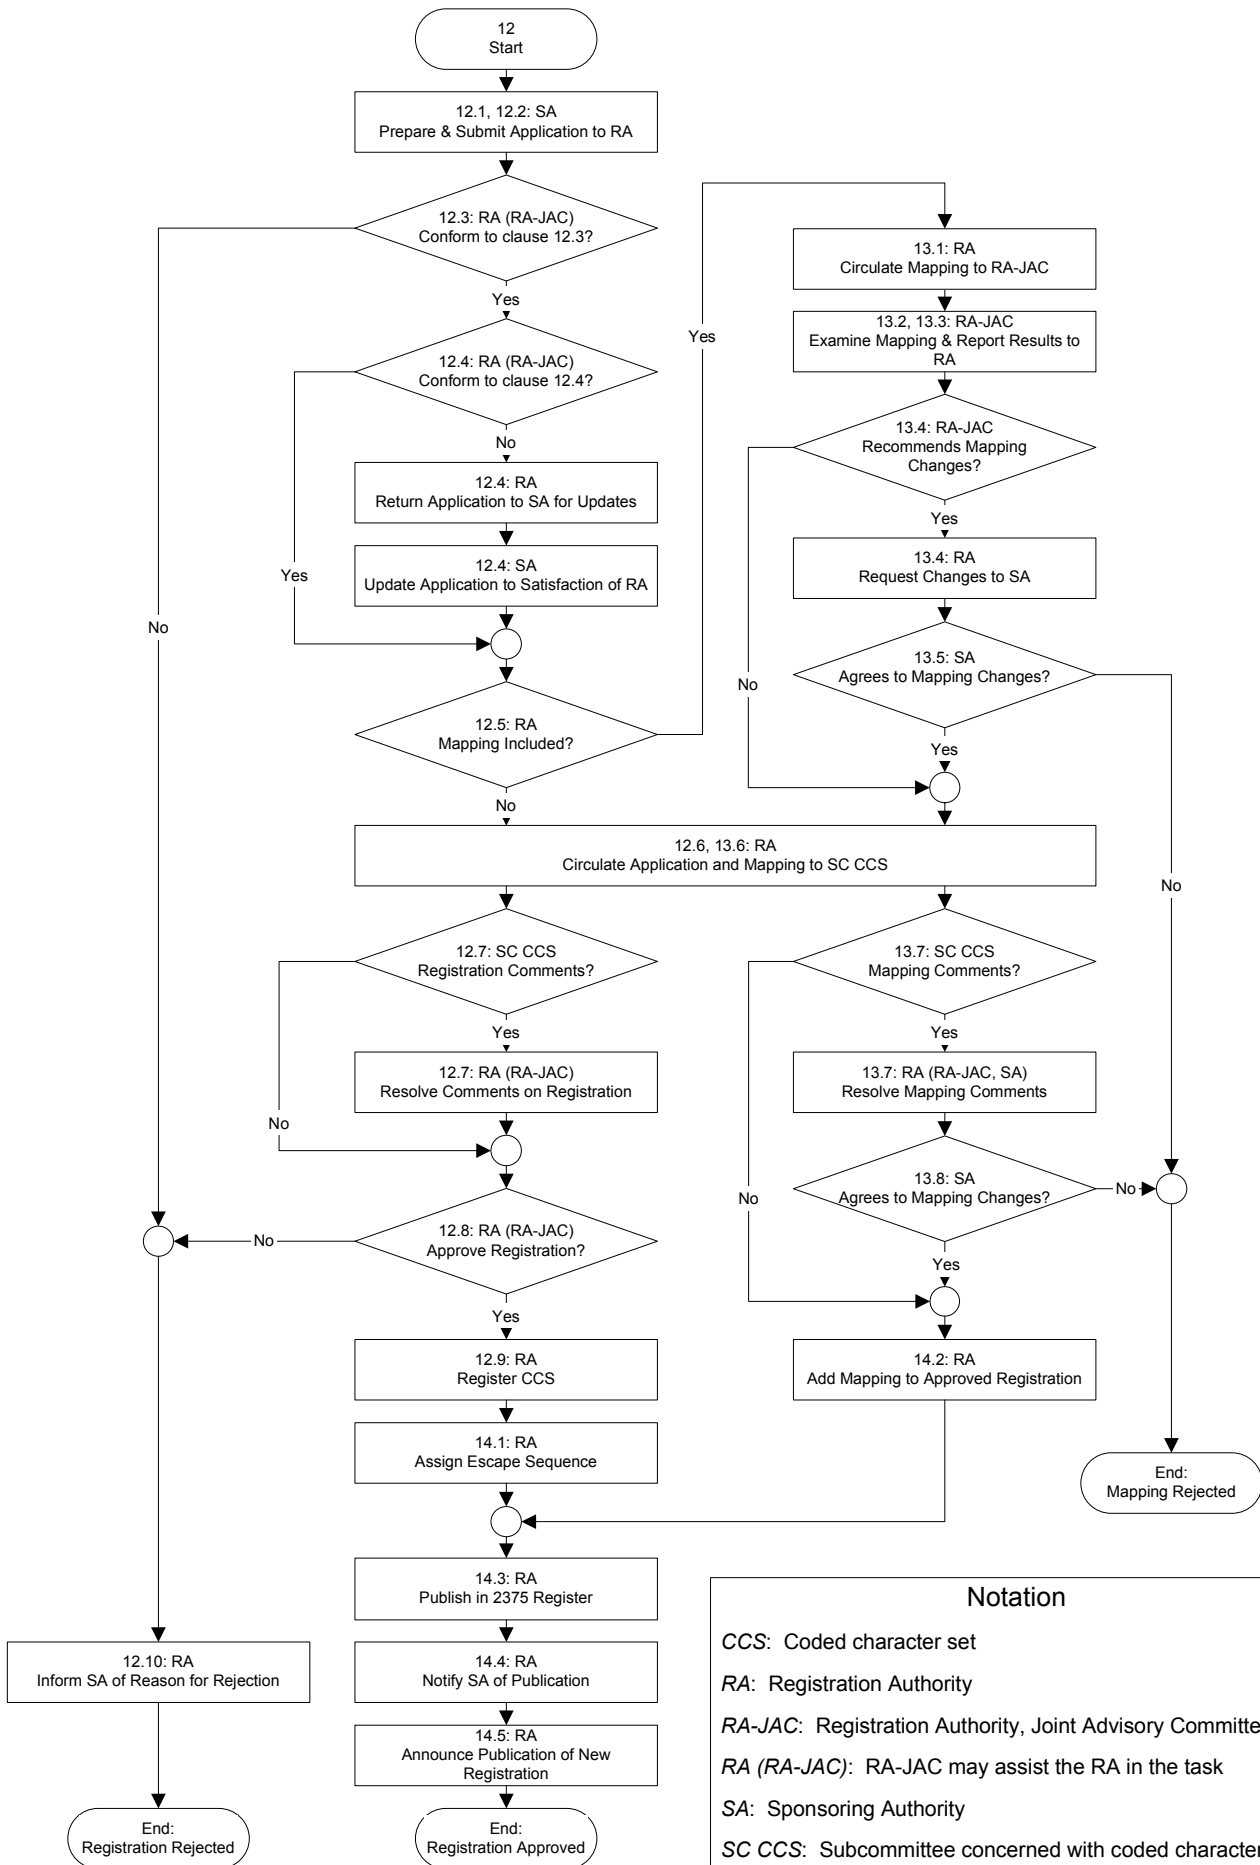 12
Start
12.1, 12.2: SA
Prepare & Submit Application to RA
12.3: RA (RA-JAC)
Conform to clause 12.3?
No
Yes
12.4: RA (RA-JAC)
Conform to clause 12.4?
Yes
No
12.4: RA
Return Application to SA for Updates
12.4: SA
Update Application to Satisfaction of RA
12.5: RA
Mapping Included?
Yes
No
13.1: RA
Circulate Mapping to RA-JAC
13.2, 13.3: RA-JAC
Examine Mapping & Report Results to
RA
13.4: RA-JAC
Recommends Mapping
Changes?
No
Yes
13.4: RA
Request Changes to SA
13.5: SA
Agrees to Mapping Changes?
No
Yes
12.6, 13.6: RA
Circulate Application and Mapping to SC CCS
12.7: SC CCS
Registration Comments?
No
Yes
12.7: RA (RA-JAC)
Resolve Comments on Registration
12.8: RA (RA-JAC)
Approve Registration?
No
Yes
13.7: SC CCS
Mapping Comments?
No
Yes
13.7: RA (RA-JAC, SA)
Resolve Mapping Comments
13.8: SA
Agrees to Mapping Changes?
No
Yes
12.9: RA
Register CCS
14.1: RA
Assign Escape Sequence
14.2: RA
Add Mapping to Approved Registration
End:
Mapping Rejected
14.3: RA
Publish in 2375 Register
14.4: RA
Notify SA of Publication
14.5: RA
Announce Publication of New
Registration
End:
Registration Approved
12.10: RA
Inform SA of Reason for Rejection
End:
Registration Rejected
Notation
CCS: Coded character set
RA: Registration Authority
RA-JAC: Registration Authority, Joint Advisory Committe
RA (RA-JAC): RA-JAC may assist the RA in the task
SA: Sponsoring Authority
SC CCS: Subcommittee concerned with coded character